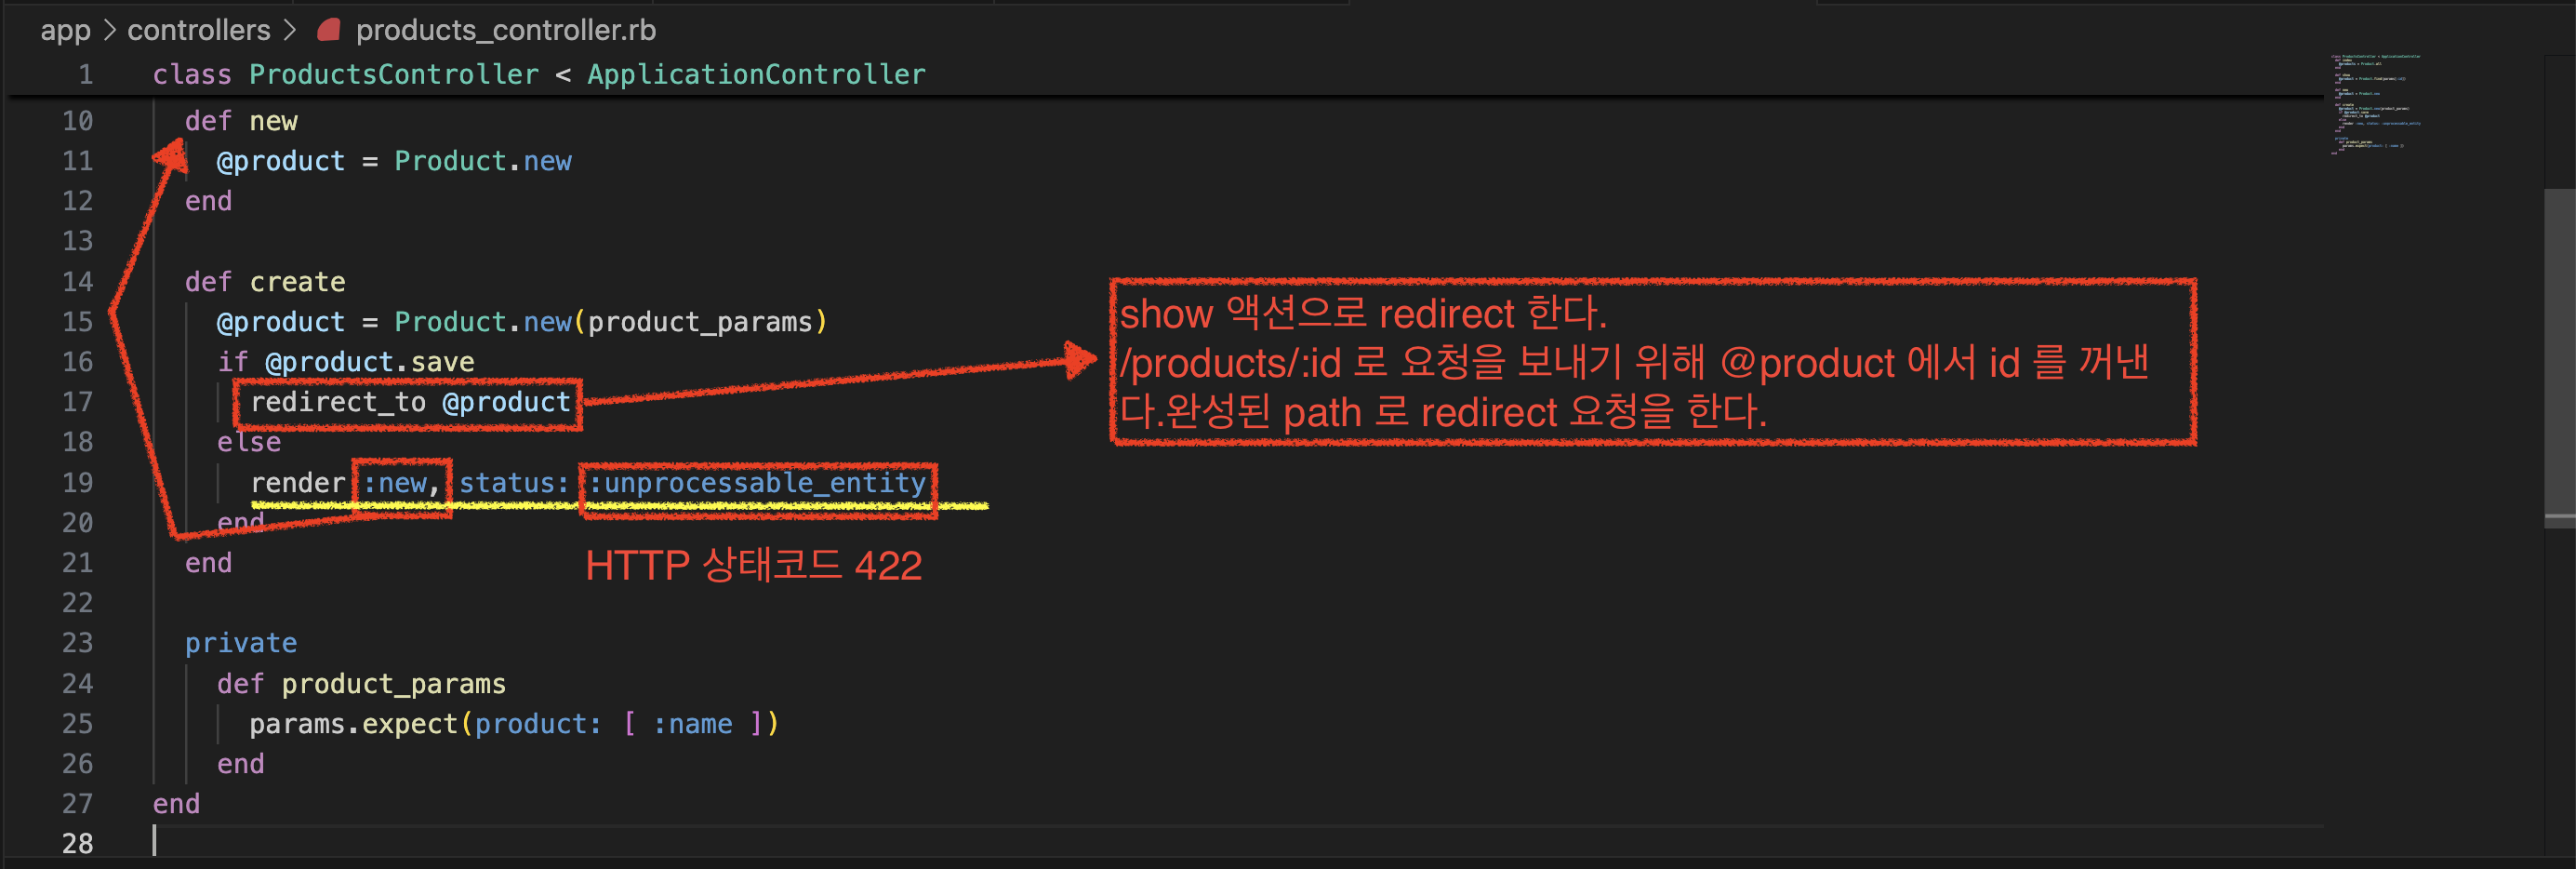 app > controllers > products_controller.rb
1 class ProductsController < ApplicationController
10 def new
11 @product = Product.new
12 end
13
14 def create
15 @product = Product.new(product_params)
16 if @product.save
17 redirect_to @product
18 else
19 render :new, status: :unprocessable_entity
20 end
21 end
22
23 private
24 def product_params
25 params.expect(product: [ :name ])
26 end
27 end
28
show 액션으로 redirect 한다.
/products/:id 로 요청을 보내기 위해 @product 에서 id 를 꺼낸
다.완성된 path 로 redirect 요청을 한다.
HTTP 상태코드 422